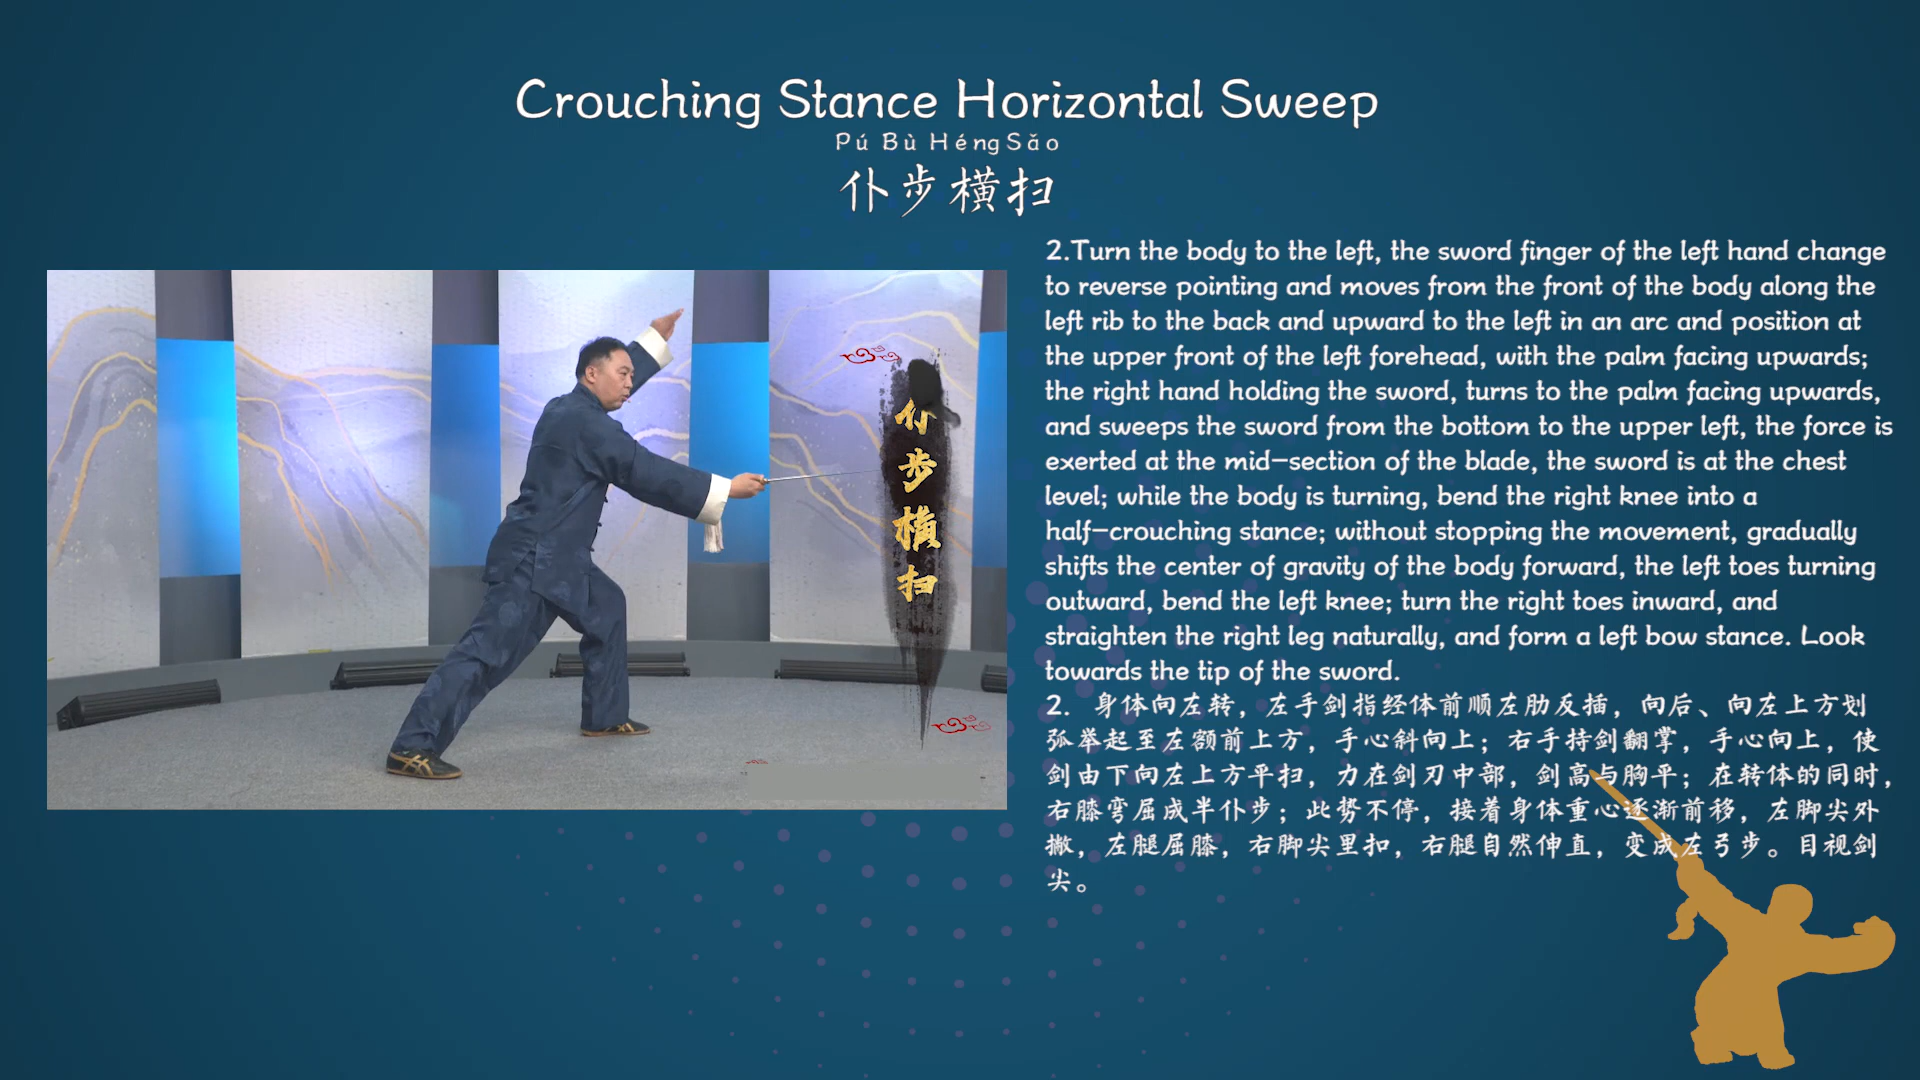 Crouching Stance Horizontal Sweep
Pú Bù Héng Sǎo
仆步横扫
仆步横扫
2.Turn the body to the left, the sword finger of the left hand change
to reverse pointing and moves from the front of the body along the
left rib to the back and upward to the left in an arc and position at
the upper front of the left forehead, with the palm facing upwards;
the right hand holding the sword, turns to the palm facing upwards,
and sweeps the sword from the bottom to the upper left, the force is
exerted at the mid-section of the blade, the sword is at the chest
level; while the body is turning, bend the right knee into a
half-crouching stance; without stopping the movement, gradually
shifts the center of gravity of the body forward, the left toes turning
outward, bend the left knee; turn the right toes inward, and
straighten the right leg naturally, and form a left bow stance. Look
towards the tip of the sword.
2. 身体向左转，左手剑指经体前顺左肋反插，向后、向左上方划
弧举起至左额前上方，手心斜向上；右手持剑翻掌，手心向上，使
剑由下向左上方平扫，力在剑刃中部，剑高与胸平；在转体的同时，
右膝弯屈成半仆步；此势不停，接着身体重心逐渐前移，左脚尖外
撇，左腿屈膝，右脚尖里扣，右腿自然伸直，变成左弓步。目视剑
尖。